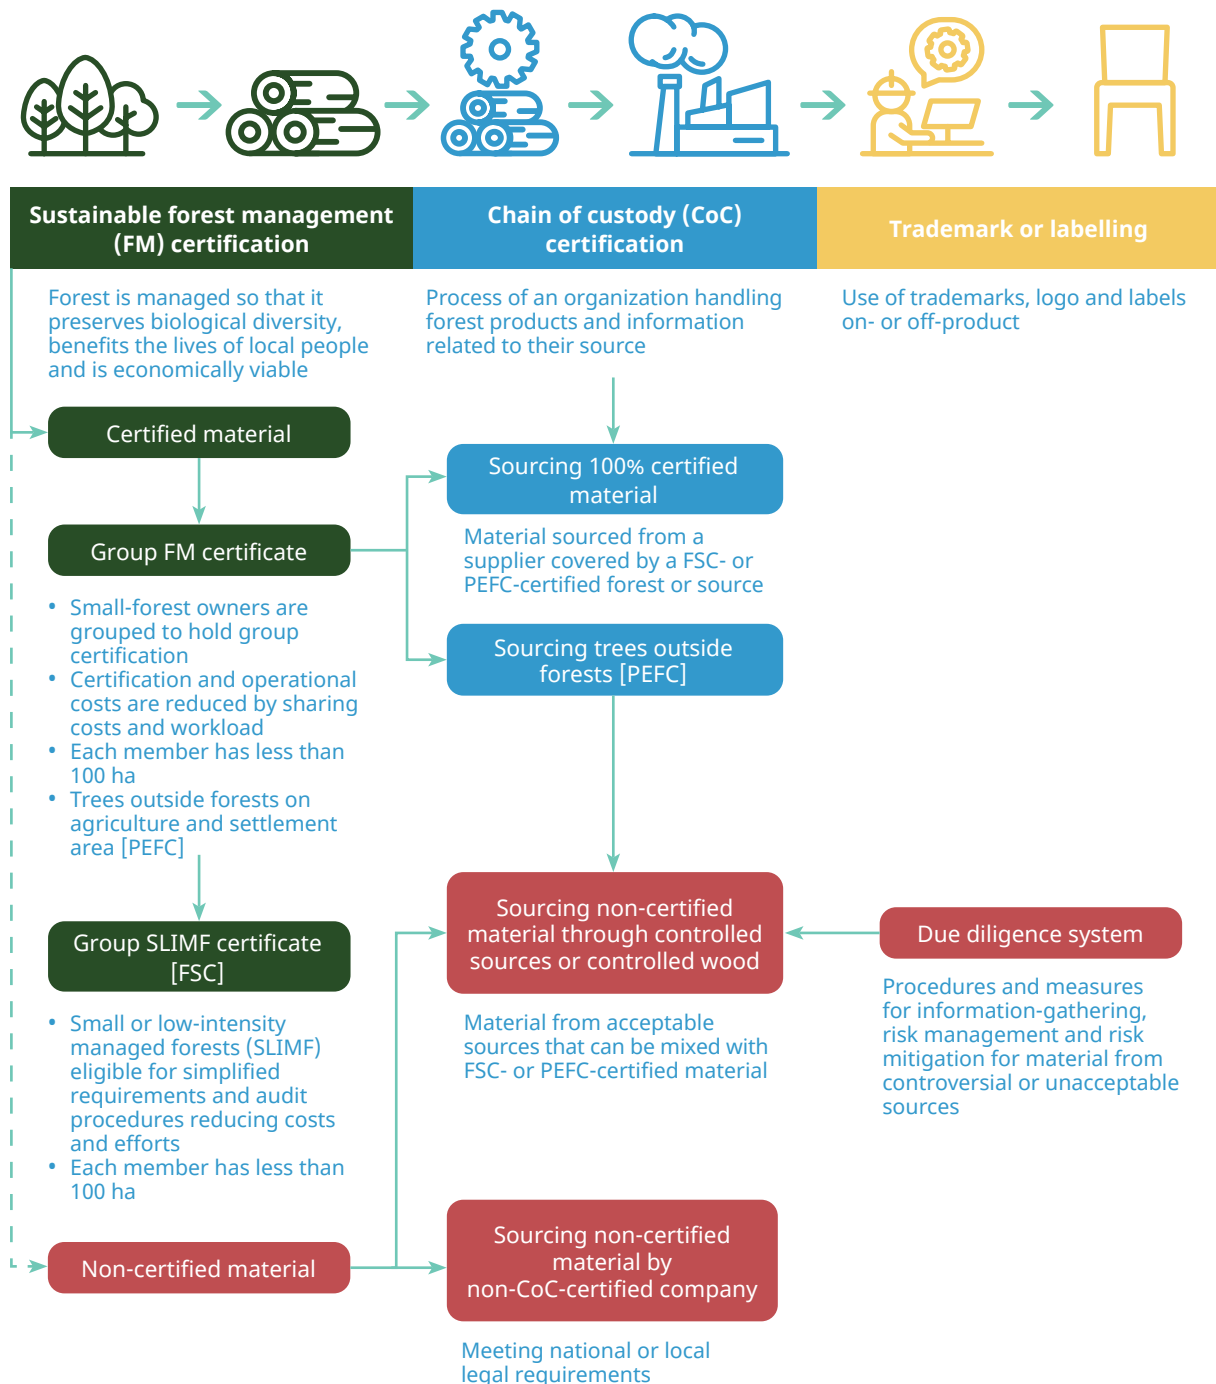 Sustainable forest management
(FM) certification
Chain of custody (CoC)
certification
Trademark or labelling
Forest is managed so that it
preserves biological diversity,
benefits the lives of local people
and is economically viable
Process of an organization handling
forest products and information
related to their source
Use of trademarks, logo and labels
on- or off-product
Certified material
Group FM certificate
• Small-forest owners are
grouped to hold group
certification
• Certification and operational
costs are reduced by sharing
costs and workload
• Each member has less than
100 ha
• Trees outside forests on
agriculture and settlement
area [PEFC]
Group SLIMF certificate
[FSC]
• Small or low-intensity
managed forests (SLIMF)
eligible for simplified
requirements and audit
procedures reducing costs
and efforts
• Each member has less than
100 ha
Non-certified material
Sourcing 100% certified
material
Material sourced from a
supplier covered by a FSC- or
PEFC-certified forest or source
Sourcing trees outside
forests [PEFC]
Sourcing non-certified
material through controlled
sources or controlled wood
Material from acceptable
sources that can be mixed with
FSC- or PEFC-certified material
Sourcing non-certified
material by
non-CoC-certified company
Meeting national or local
legal requirements
Due diligence system
Procedures and measures
for information-gathering,
risk management and risk
mitigation for material from
controversial or unacceptable
sources